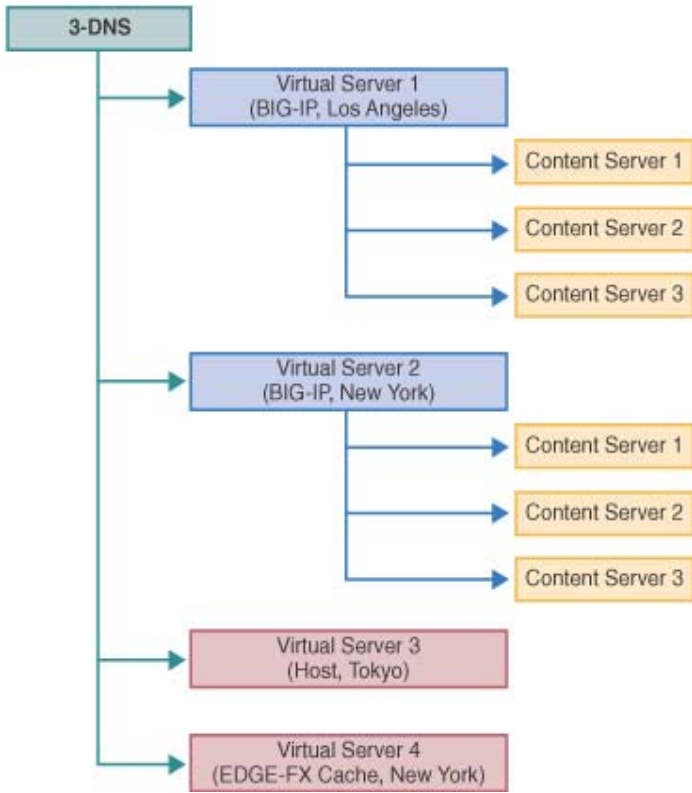 3-DNS
Virtual Server 1
(BIG-IP, Los Angeles)
Content Server 1
Content Server 2
Content Server 3
Virtual Server 2
(BIG-IP, New York)
Content Server 1
Content Server 2
Content Server 3
Virtual Server 3
(Host, Tokyo)
Virtual Server 4
(EDGE-FX Cache, New York)